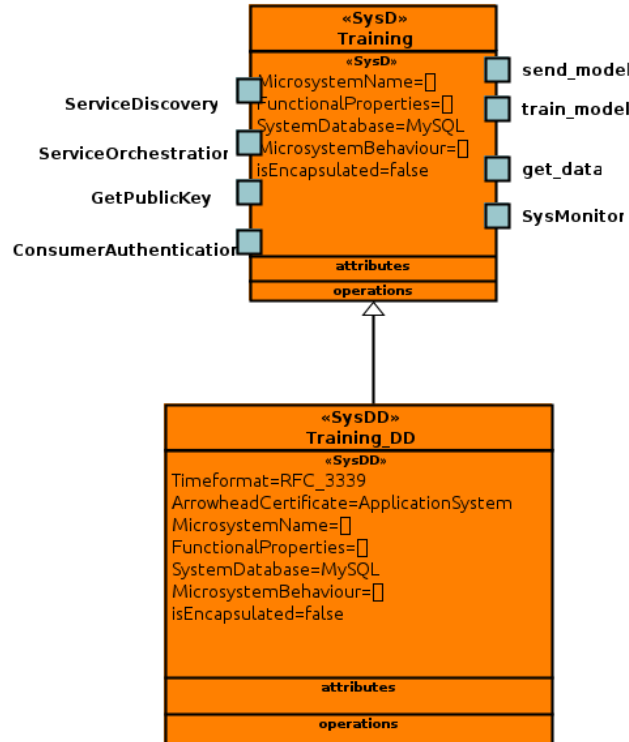 «SysD»
Training
«SysD»
MicrosystemName=[]
FunctionalProperties=[]
SystemDatabase=MySQL
MicrosystemBehaviour=[]
isEncapsulated=false
attributes
operations
ServiceDiscovery
ServiceOrchestration
GetPublicKey
ConsumerAuthentication
send_model
train_model
get_data
SysMonitor
«SysDD»
Training_DD
«SysDD»
Timeformat=RFC_3339
ArrowheadCertificate=ApplicationSystem
MicrosystemName=[]
FunctionalProperties=[]
SystemDatabase=MySQL
MicrosystemBehaviour=[]
isEncapsulated=false
attributes
operations